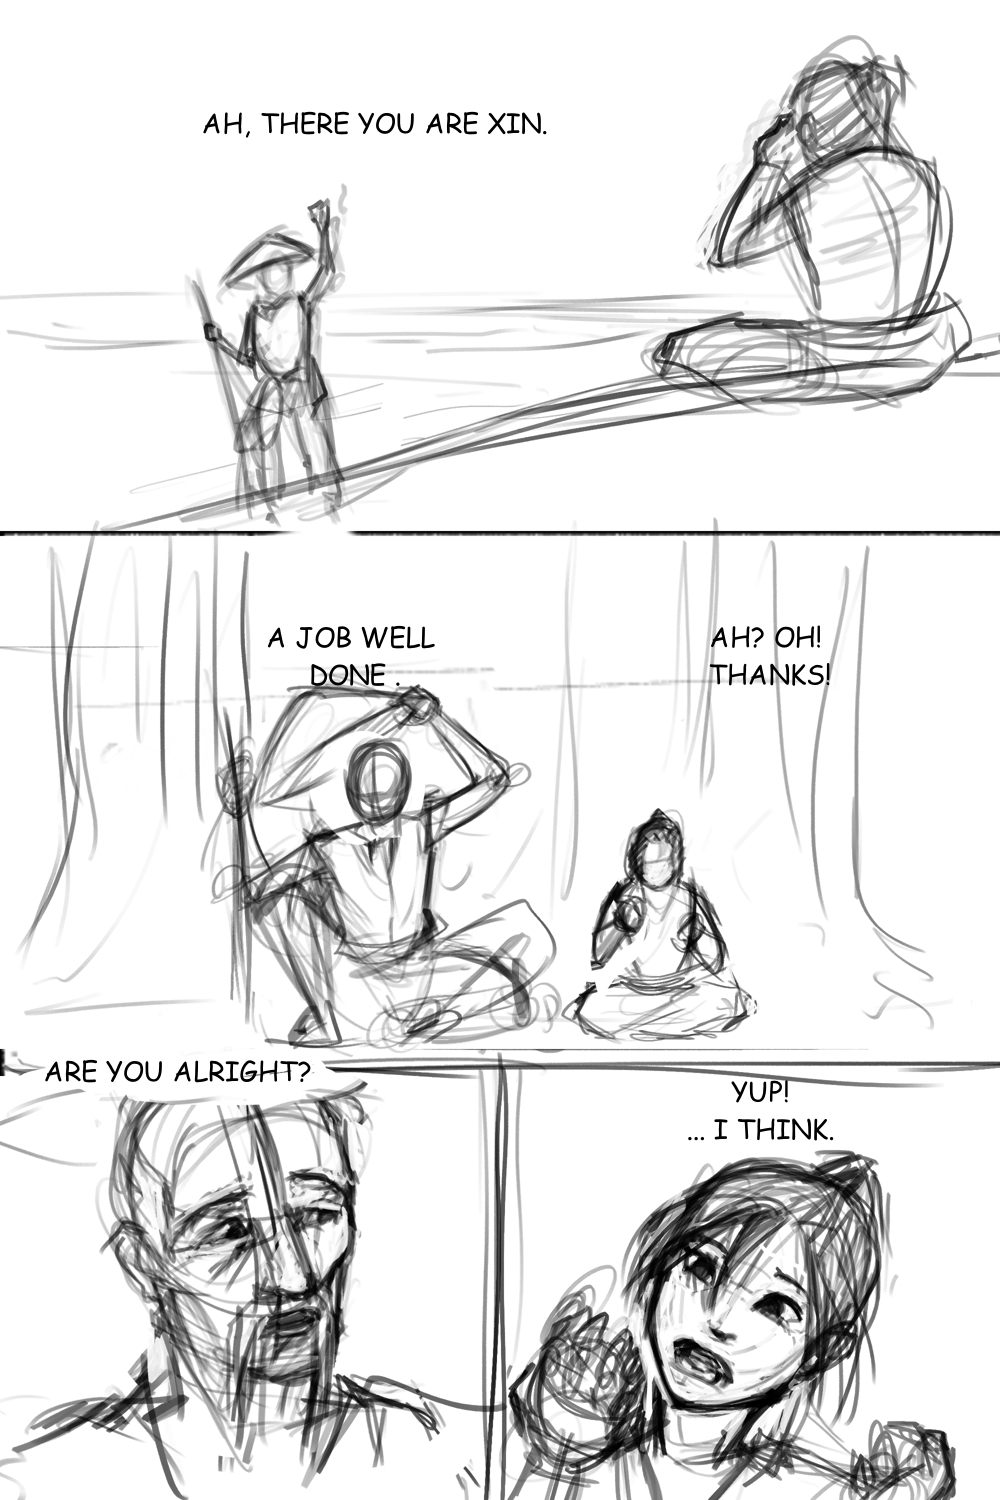 AH, THERE YOU ARE XIN.
A JOB WELL
DONE .
AH? OH!
THANKS!
ARE YOU ALRIGHT?
YUP!
... I THINK.